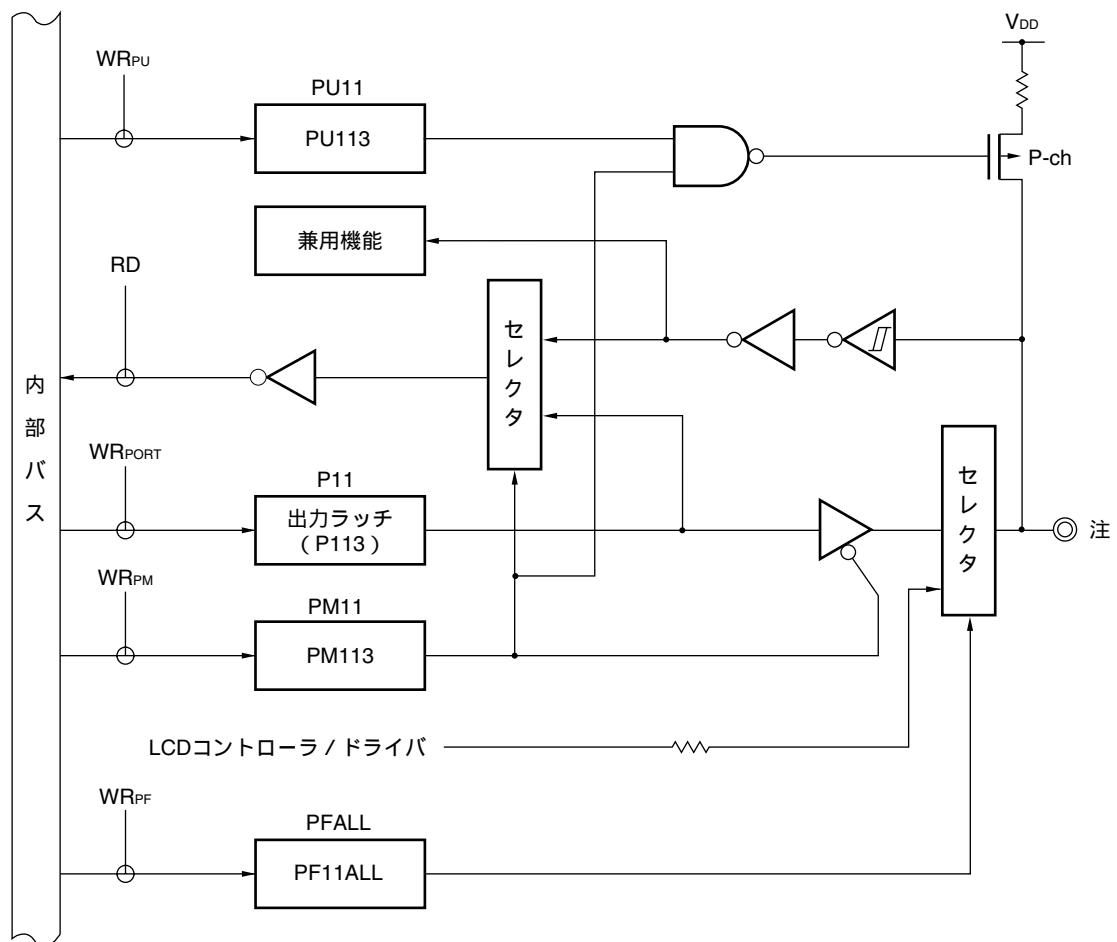 VDD
WRPU
PU11
PU113
P-ch
兼用機能
RD
セレクタ
内部バス
WRPORT
P11
出力ラッチ
（P113）
セレクタ
注
WRPM
PM11
PM113
LCDコントローラ／ドライバ
WRPF
PFALL
PF11ALL